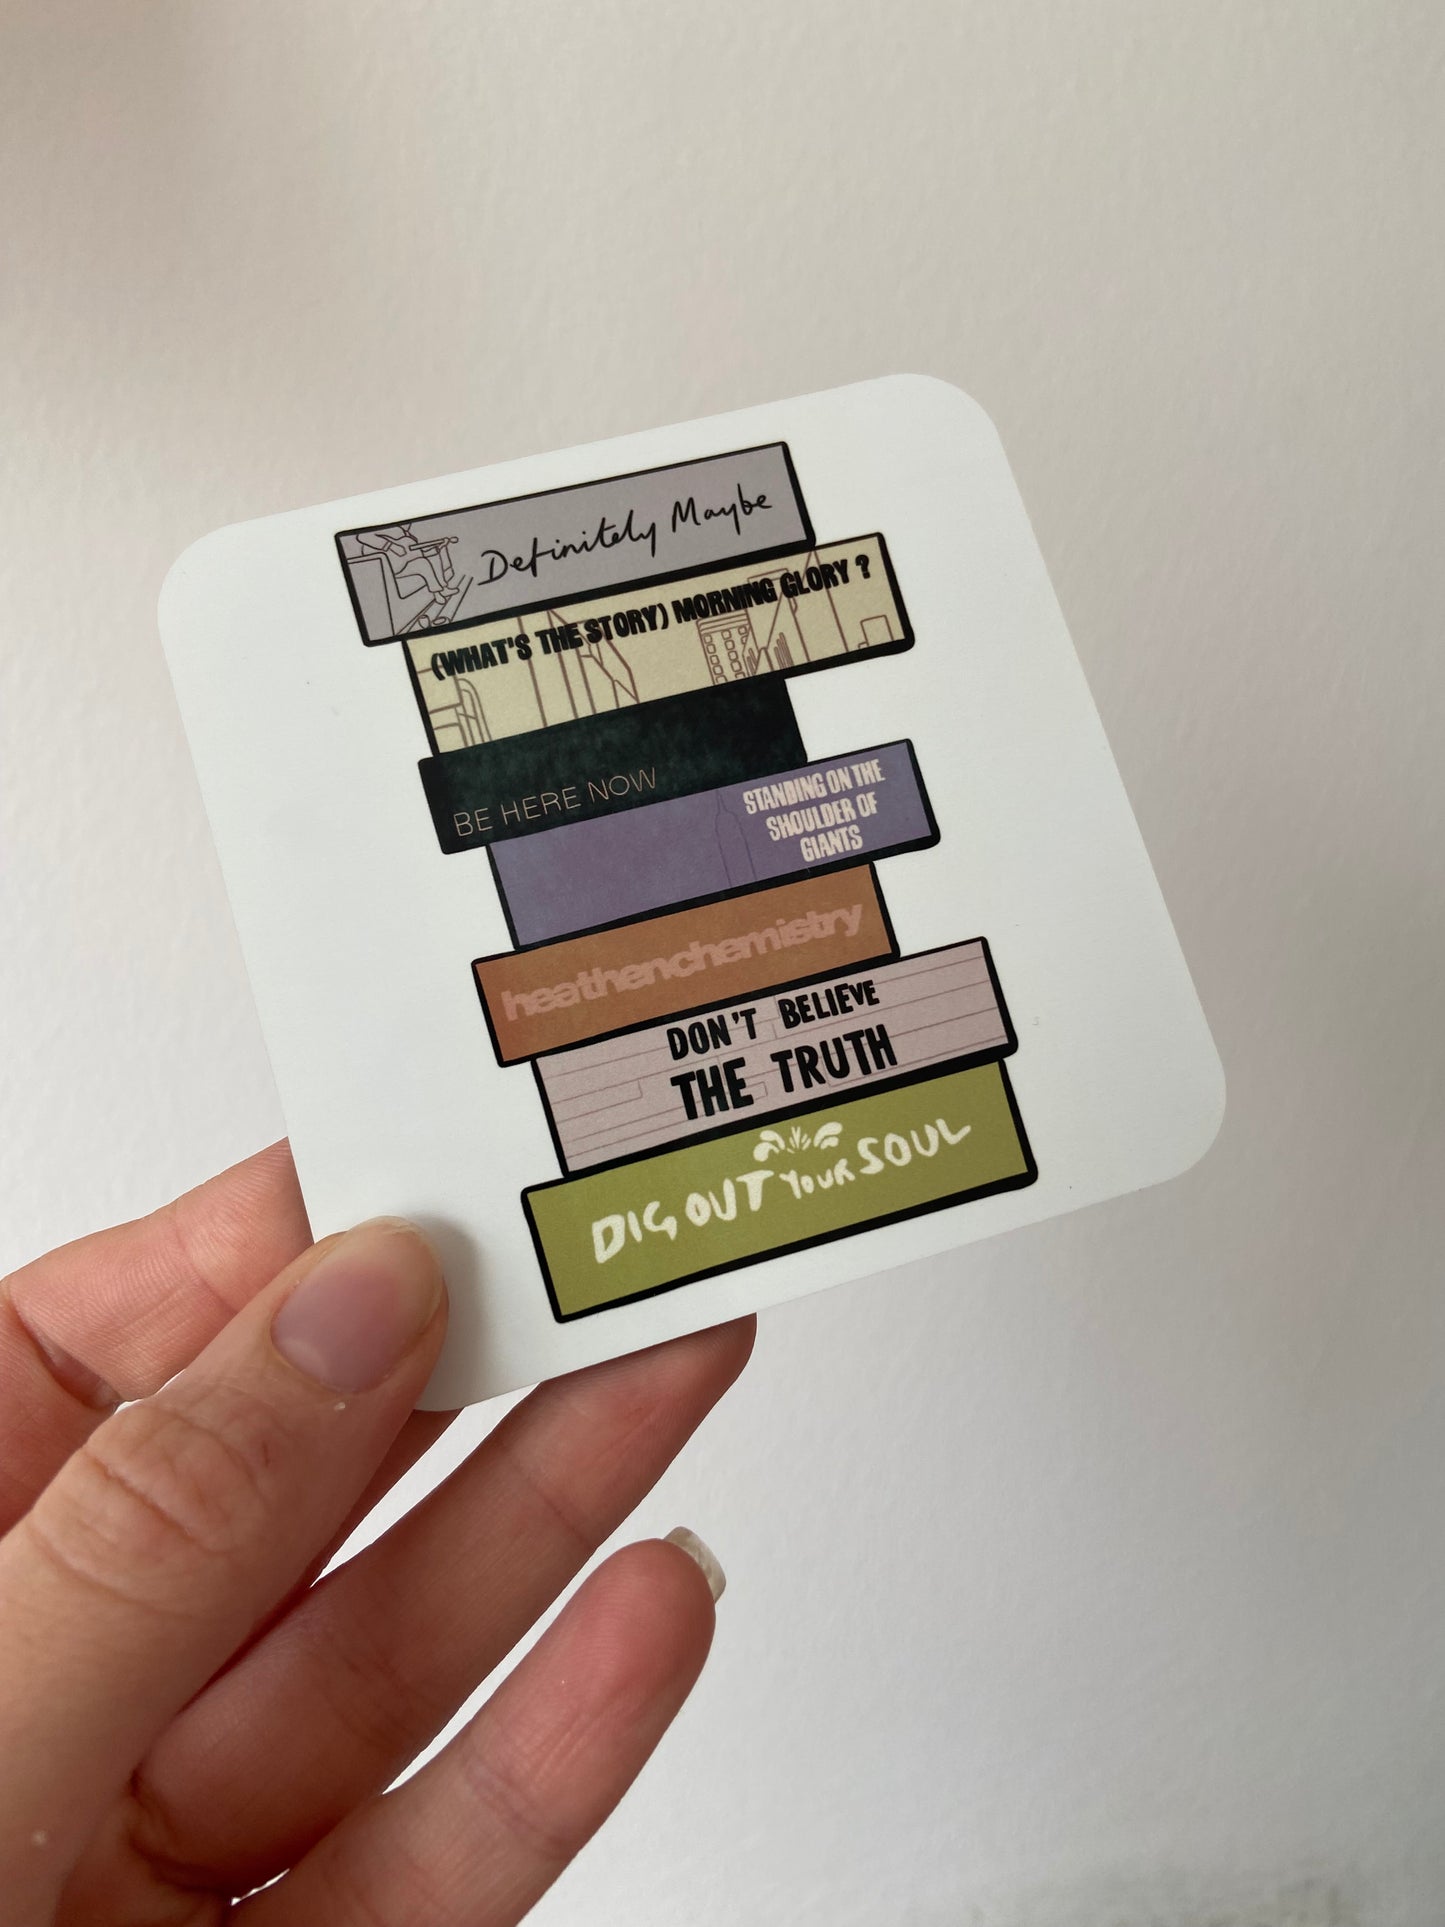 Definitely Maybe
(WHAT'S THE STORY) MORNING GLORY ?
BE HERE NOW
STANDING ON THE
SHOULDER OF
GIANTS
heathenchemistry
DON'T BELIEVE
THE TRUTH
DIG OUT YOUR SOUL